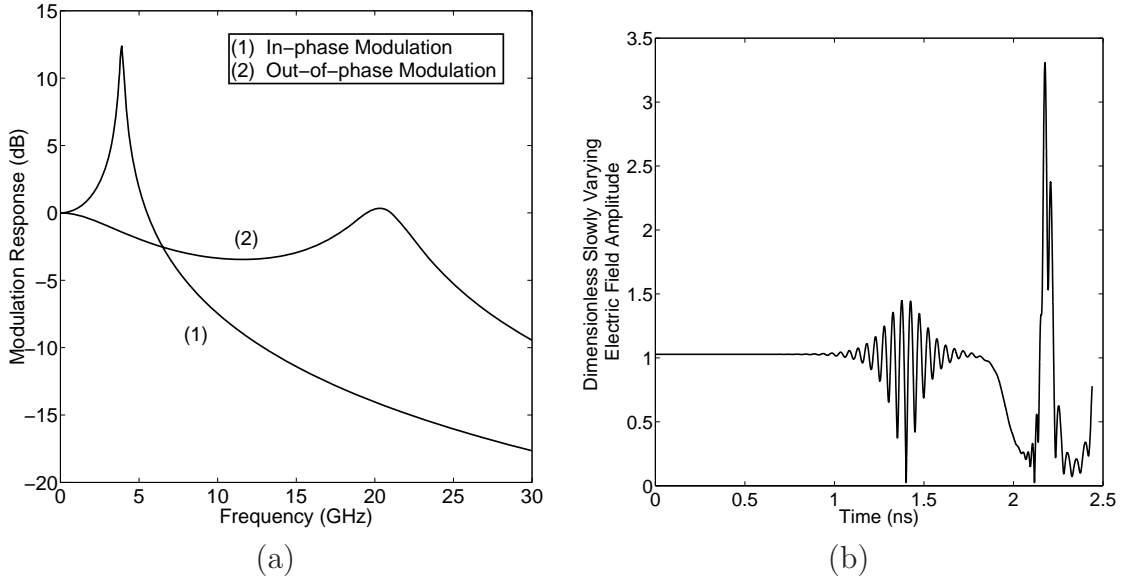 15
10
5
0
−5
−10
−15
−20
0 5 10 15 20 25 30
Modulation Response (dB)
Frequency (GHz)
(1) In−phase Modulation
(2) Out−of−phase Modulation
(2)
(1)
(a)
3.5
3
2.5
2
1.5
1
0.5
0
0 0.5 1 1.5 2 2.5
Dimensionless Slowly Varying
Electric Field Amplitude
Time (ns)
(b)